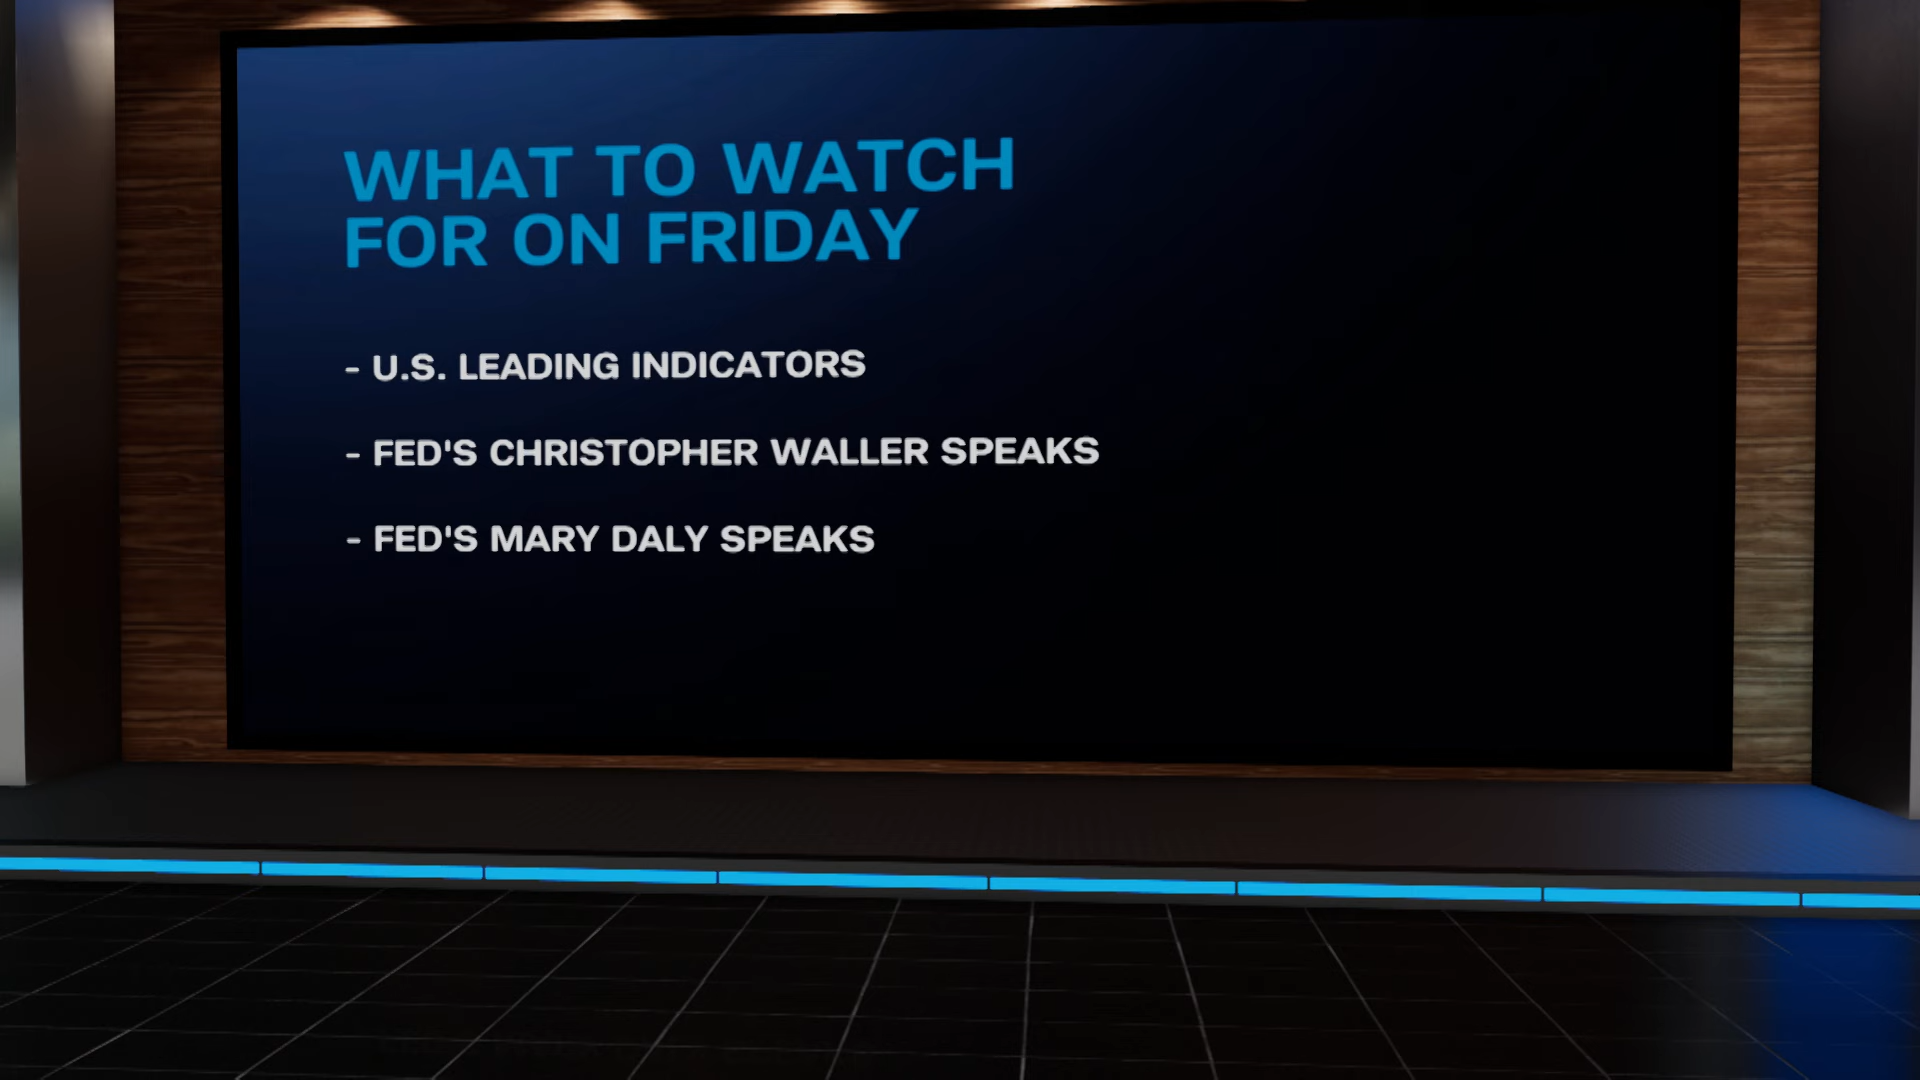 WHAT TO WATCH
FOR ON FRIDAY
- U.S. LEADING INDICATORS
- FED'S CHRISTOPHER WALLER SPEAKS
- FED'S MARY DALY SPEAKS